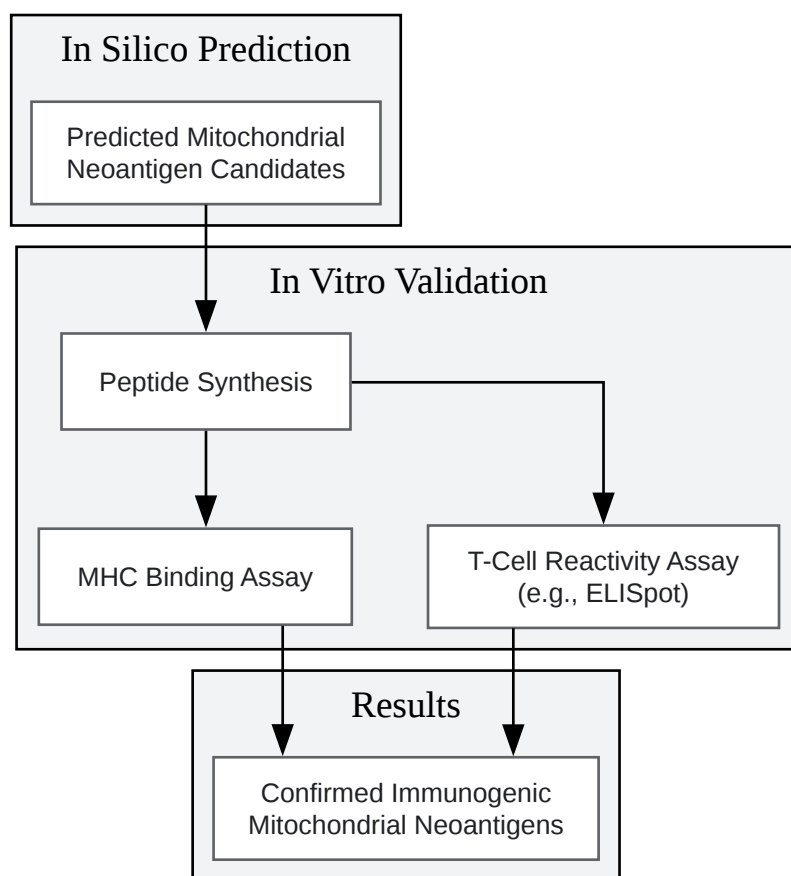 In Silico Prediction
Predicted Mitochondrial
Neoantigen Candidates
In Vitro Validation
Peptide Synthesis
MHC Binding Assay
T-Cell Reactivity Assay
(e.g., ELISpot)
Results
Confirmed Immunogenic
Mitochondrial Neoantigens